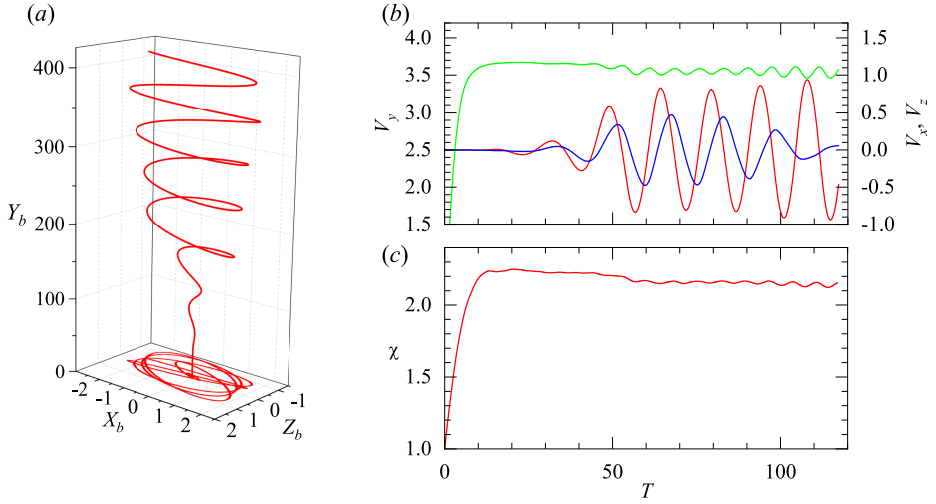 (a)
400
300
Y_b
200
100
0
-2 -1 0 1 2
X_b
2 1 0 -1
Z_b
(b)
4.0 1.5
3.5 1.0
V_y 3.0 0.5 V_x, V_z
2.5 0.0
2.0 -0.5
1.5 -1.0
(c)
2.0
χ
1.5
1.0
0 50 100
T